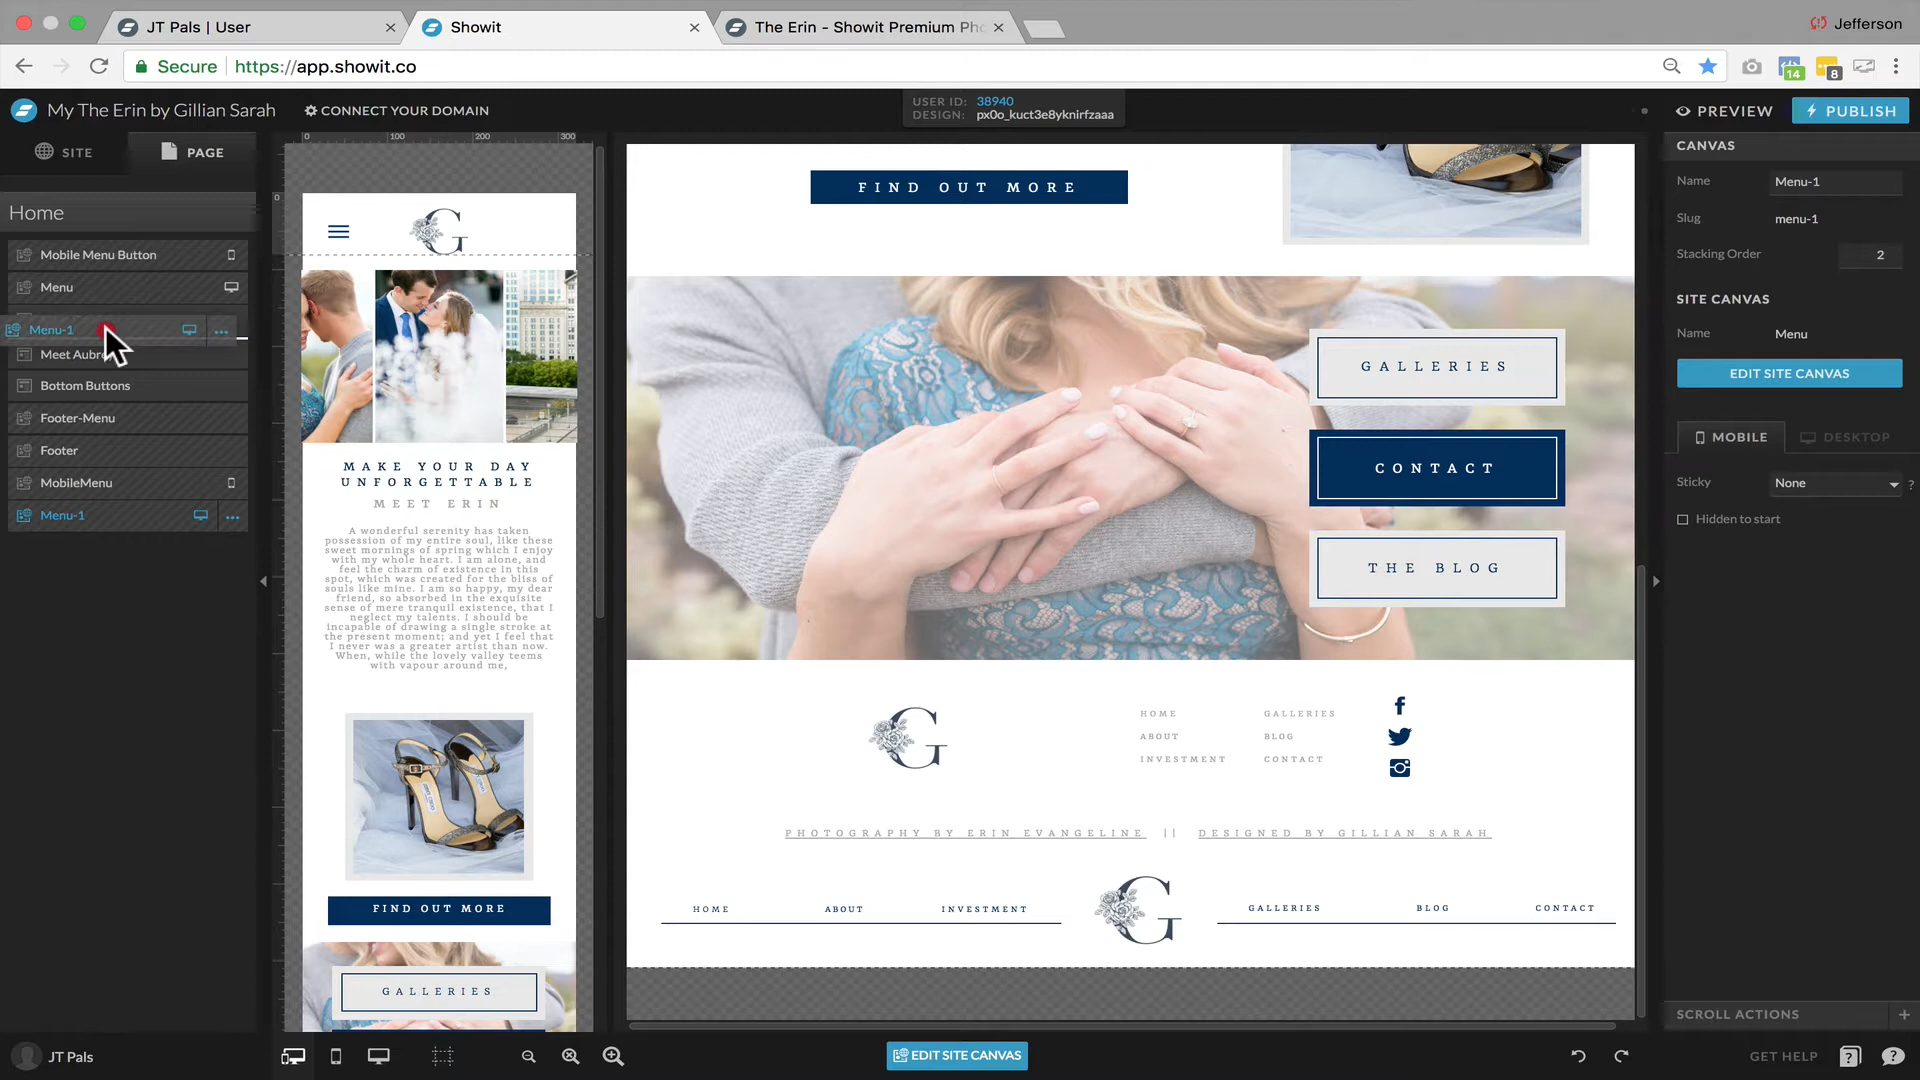 JT Pals | User
Showit
The Erin - Showit Premium Pho
Jefferson
Secure
https://app.showit.co
14
8
My The Erin by Gillian Sarah
CONNECT YOUR DOMAIN
USER ID: 38940
DESIGN: px0o_kuct3e8yknirfzaaa
PREVIEW
PUBLISH
SITE
PAGE
Home
Mobile Menu Button
Menu
Menu-1
Meet Aubre
Bottom Buttons
Footer-Menu
Footer
MobileMenu
Menu-1
JT Pals
0
100
200
300
0
G
MAKE YOUR DAY
UNFORGETTABLE
MEET ERIN
A wonderful serenity has taken
possession of my entire soul, like these
sweet mornings of spring which I enjoy
with my whole heart. I am alone, and
feel the charm of existence in this
spot, which was created for the bliss of
souls like mine. I am so happy, my dear
friend, so absorbed in the exquisite
sense of mere tranquil existence, that I
neglect my talents. I should be
incapable of drawing a single stroke at
the present moment; and yet I feel that
I never was a greater artist than now.
When, while the lovely valley teems
with vapour around me,
FIND OUT MORE
GALLERIES
FIND OUT MORE
GALLERIES
CONTACT
THE BLOG
G
HOME
ABOUT
INVESTMENT
GALLERIES
BLOG
CONTACT
PHOTOGRAPHY BY ERIN EVANGELINE || DESIGNED BY GILLIAN SARAH
HOME ABOUT INVESTMENT G GALLERIES BLOG CONTACT
EDIT SITE CANVAS
CANVAS
Name Menu-1
Slug menu-1
Stacking Order 2
SITE CANVAS
Name Menu
EDIT SITE CANVAS
MOBILE
DESKTOP
Sticky None ?
Hidden to start
SCROLL ACTIONS +
GET HELP